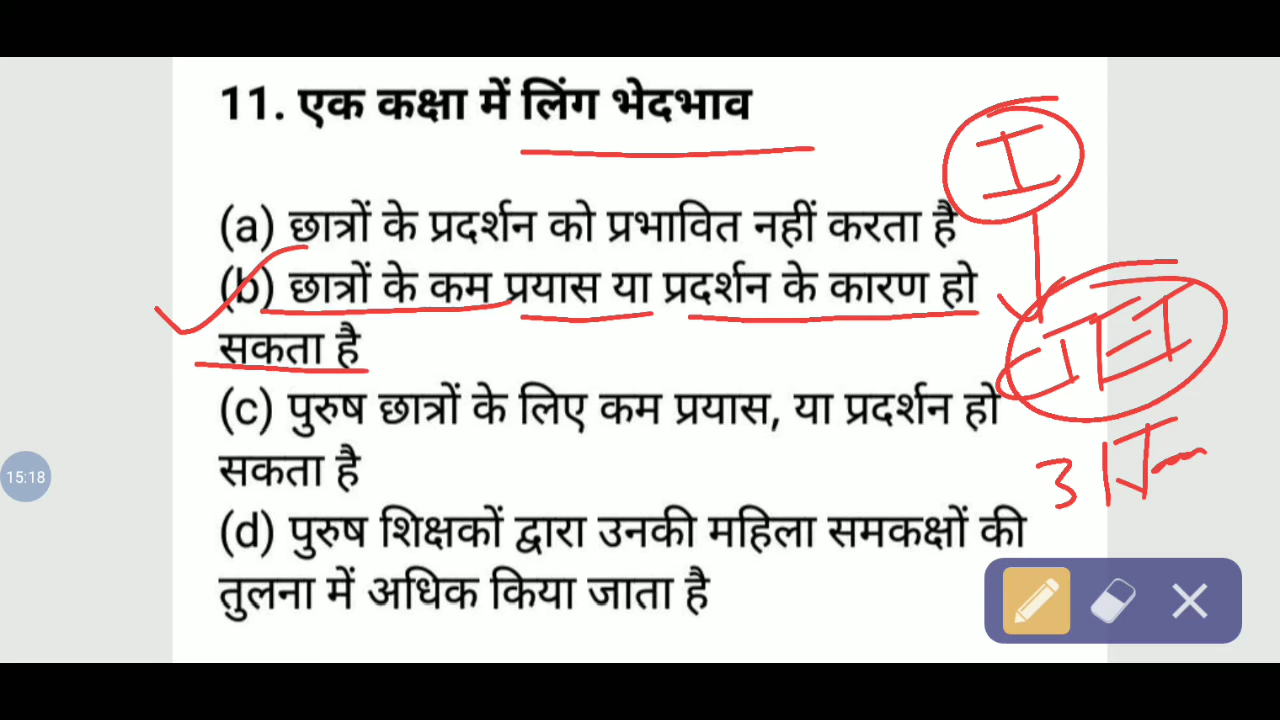 11. एक कक्षा में लिंग भेदभाव
(a) छात्रों के प्रदर्शन को प्रभावित नहीं करता है
(b) छात्रों के कम प्रयास या प्रदर्शन के कारण हो
सकता है
(c) पुरुष छात्रों के लिए कम प्रयास, या प्रदर्शन हो
सकता है
(d) पुरुष शिक्षकों द्वारा उनकी महिला समकक्षों की
तुलना में अधिक किया जाता है
15:18
I